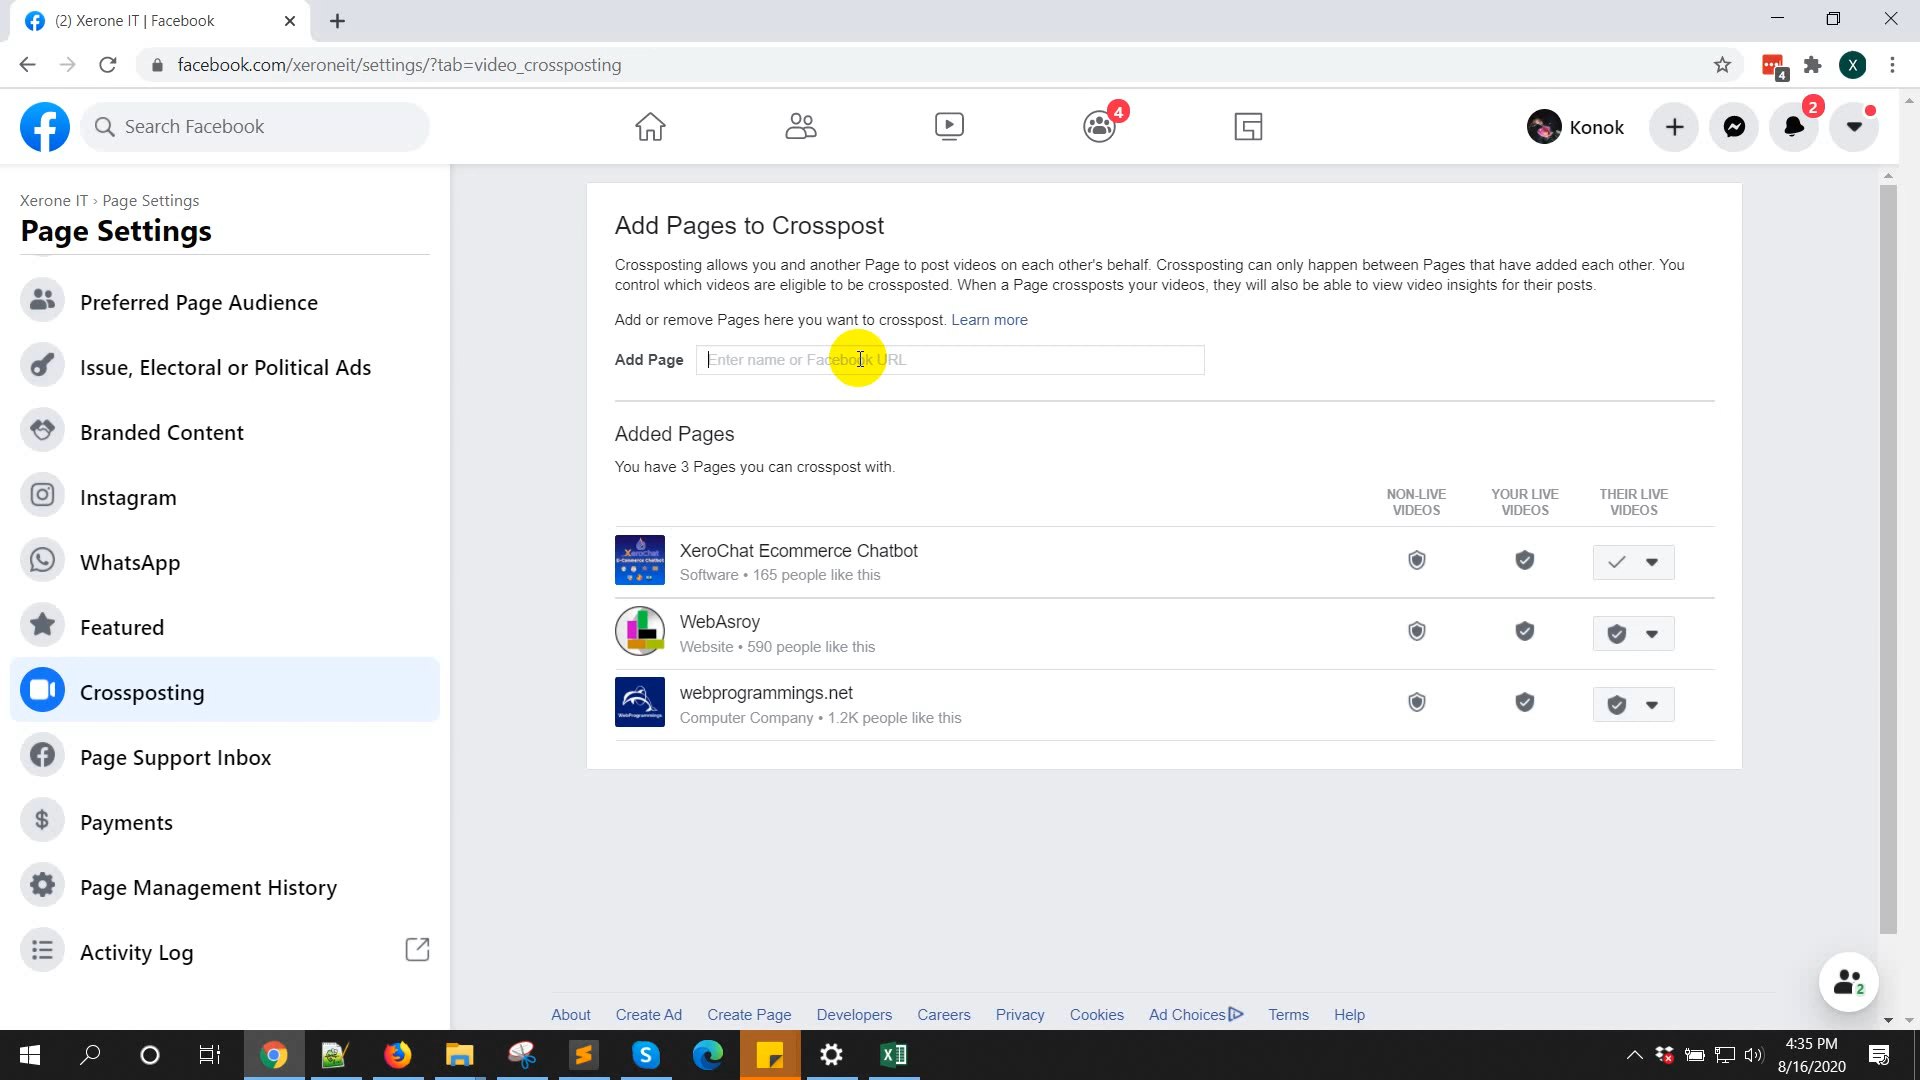 (2) Xerone IT | Facebook
facebook.com/xeroneit/settings/?tab=video_crossposting
4
X
Search Facebook
4
Konok
2
Xerone IT › Page Settings
Page Settings
Preferred Page Audience
Issue, Electoral or Political Ads
Branded Content
Instagram
WhatsApp
Featured
Crossposting
Page Support Inbox
Payments
Page Management History
Activity Log
Add Pages to Crosspost
Crossposting allows you and another Page to post videos on each other's behalf. Crossposting can only happen between Pages that have added each other. You
control which videos are eligible to be crossposted. When a Page crossposts your videos, they will also be able to view video insights for their posts.
Add or remove Pages here you want to crosspost. Learn more
Add Page Enter name or Facebook URL
Added Pages
You have 3 Pages you can crosspost with.
NON-LIVE VIDEOS
YOUR LIVE VIDEOS
THEIR LIVE VIDEOS
XeroChat Ecommerce Chatbot
Software • 165 people like this
WebAsroy
Website • 590 people like this
webprogrammings.net
Computer Company • 1.2K people like this
2
About Create Ad Create Page Developers Careers Privacy Cookies Ad Choices Terms Help
4:35 PM
8/16/2020